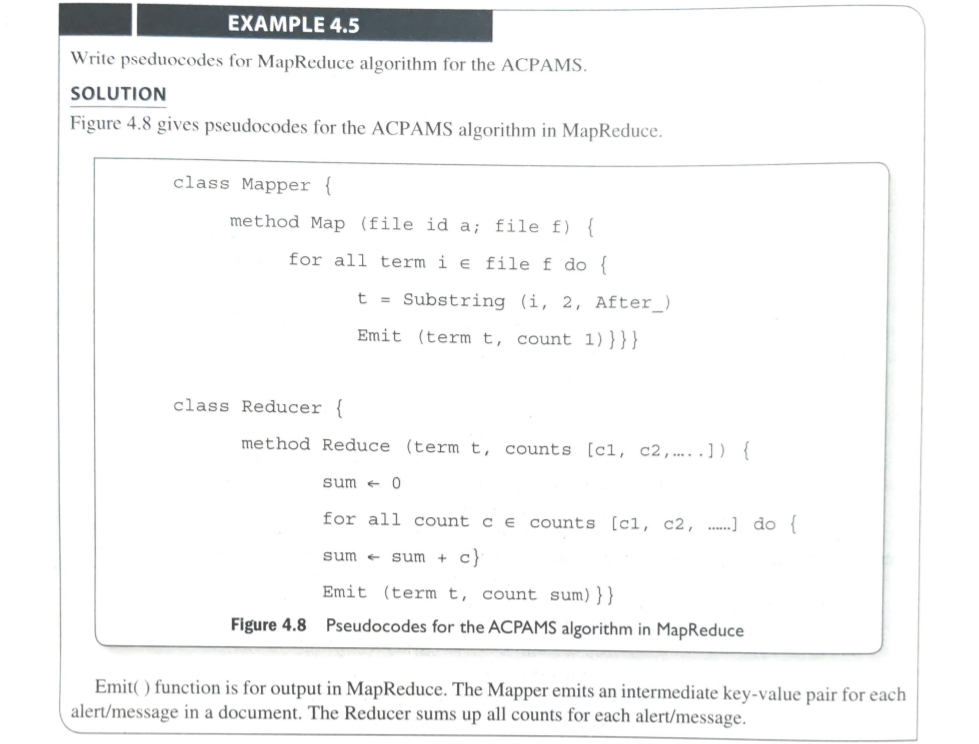 EXAMPLE 4.5
Write pseduocodes for MapReduce algorithm for the ACPAMS.
SOLUTION
Figure 4.8 gives pseudocodes for the ACPAMS algorithm in MapReduce.
class Mapper {
method Map (file id a; file f) {
for all term i ∈ file f do {
t = Substring (i, 2, After_)
Emit (term t, count 1)}}}
class Reducer {
method Reduce (term t, counts [c1, c2,.....]) {
sum ← 0
for all count c ∈ counts [c1, c2, ......] do {
sum ← sum + c}
Emit (term t, count sum)}}
Figure 4.8 Pseudocodes for the ACPAMS algorithm in MapReduce
Emit( ) function is for output in MapReduce. The Mapper emits an intermediate key-value pair for each
alert/message in a document. The Reducer sums up all counts for each alert/message.